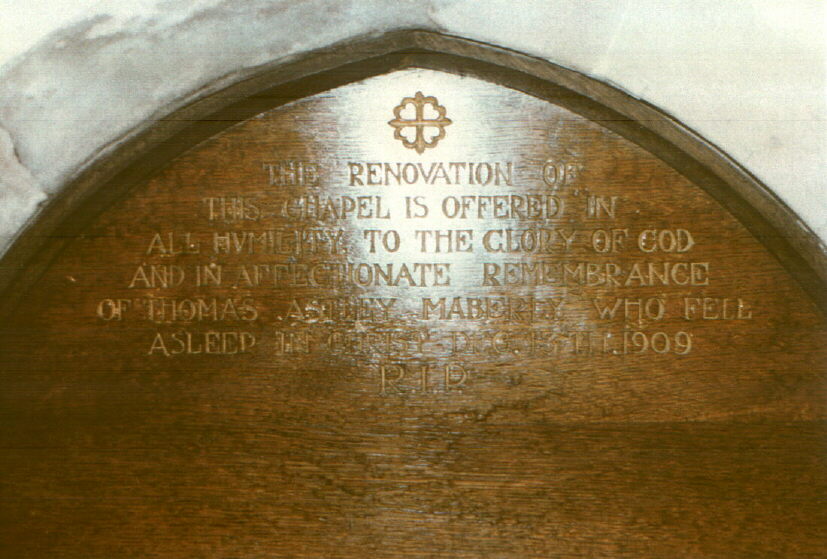 THE RENOVATION OF
THIS CHAPEL IS OFFERED IN
ALL HVMILITY TO THE GLORY OF GOD
AND IN AFFECTIONATE REMEMBRANCE
OF THOMAS ASTLEY MABERLY WHO FELL
ASLEEP IN CHRIST DEC. 1909
R.I.P.